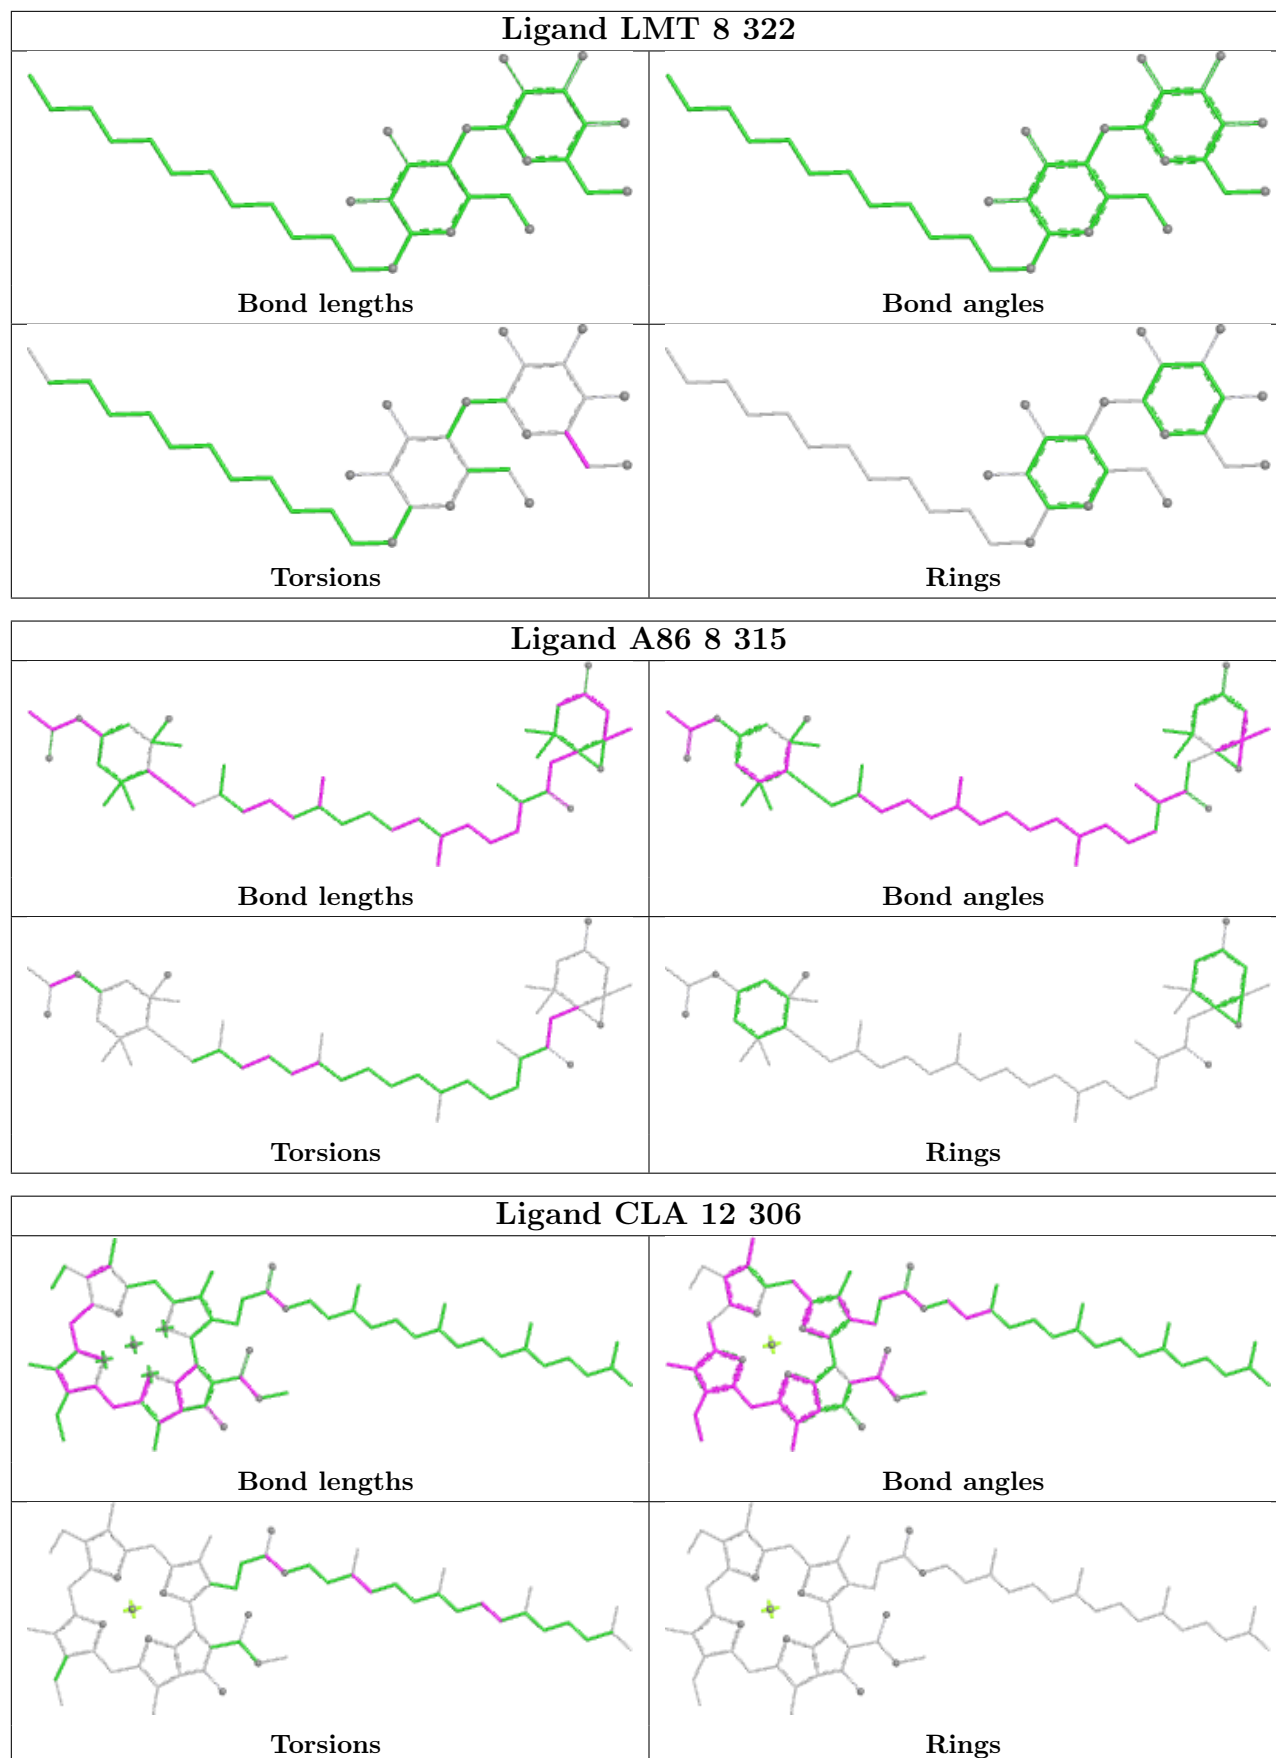 Ligand LMT 8 322
Bond lengths
Bond angles
Torsions
Rings
Ligand A86 8 315
Bond lengths
Bond angles
Torsions
Rings
Ligand CLA 12 306
Bond lengths
Bond angles
Torsions
Rings